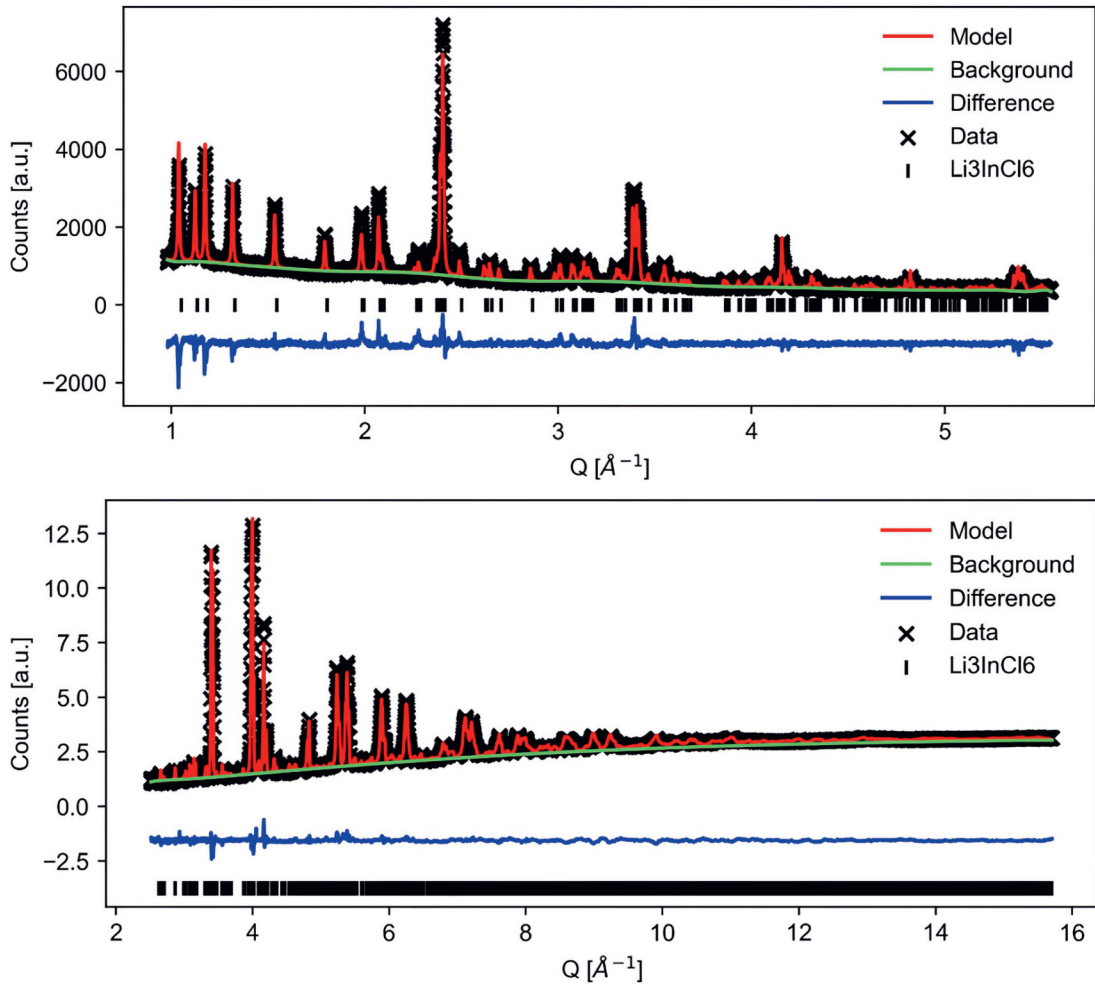 6000
4000
2000
0
−2000
Counts [a.u.]
Model
Background
Difference
Data
Li3InCl6
1 2 3 4 5
Q [Å⁻¹]
12.5
10.0
7.5
5.0
2.5
0.0
−2.5
Counts [a.u.]
Model
Background
Difference
Data
Li3InCl6
2 4 6 8 10 12 14 16
Q [Å⁻¹]